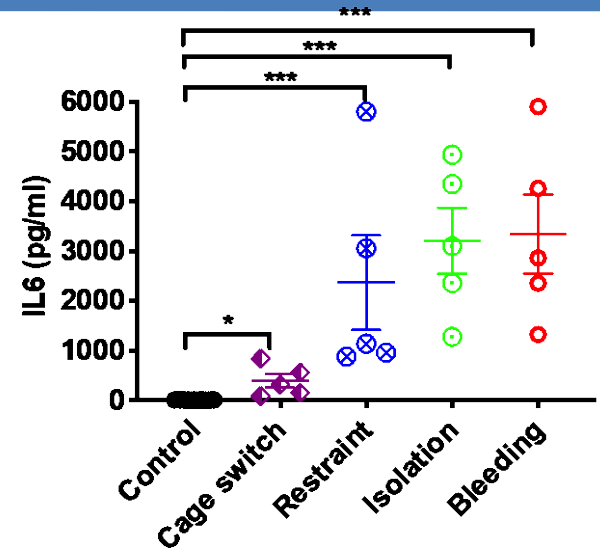 ***
***
***
6000
5000
4000
3000
2000
1000
0
IL6 (pg/ml)
*
Control
Cage switch
Restraint
Isolation
Bleeding